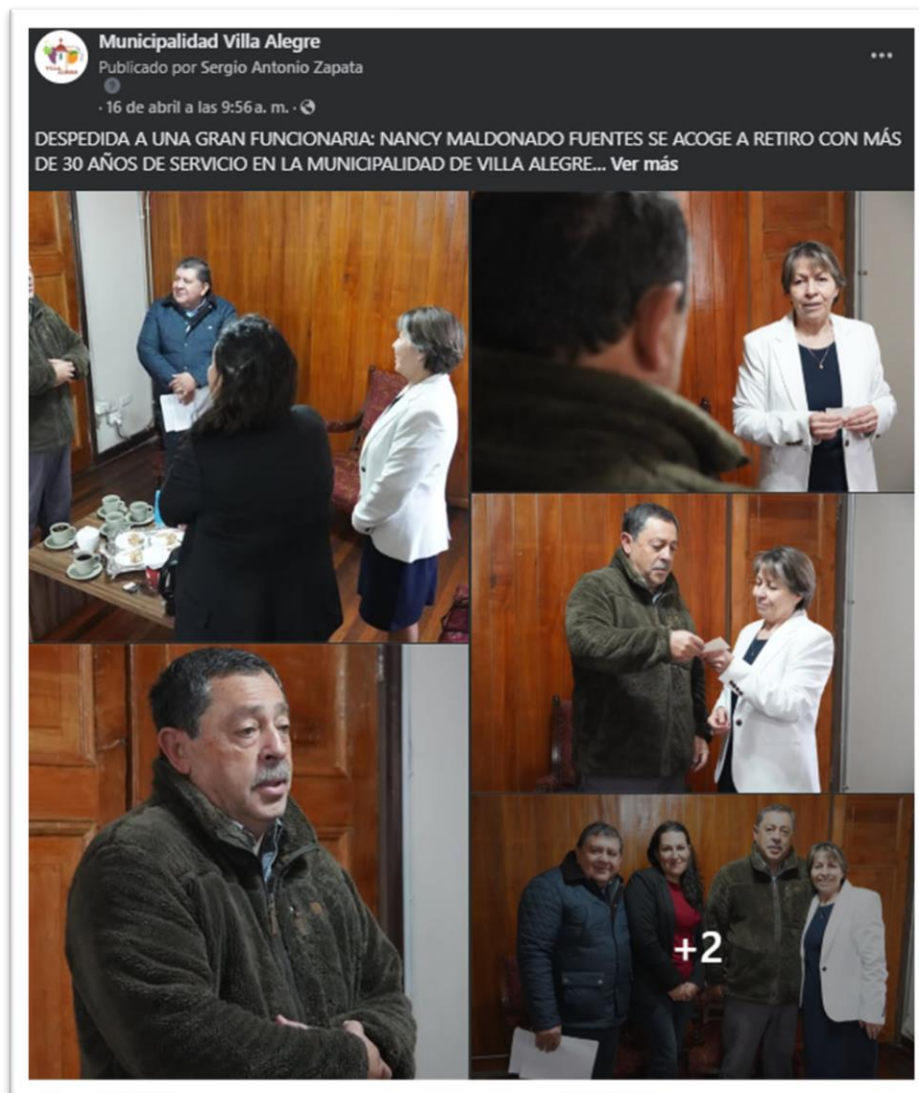 Municipalidad Villa Alegre
Publicado por Sergio Antonio Zapata
· 16 de abril a las 9:56 a. m. ·
DESPEDIDA A UNA GRAN FUNCIONARIA: NANCY MALDONADO FUENTES SE ACOGE A RETIRO CON MÁS
DE 30 AÑOS DE SERVICIO EN LA MUNICIPALIDAD DE VILLA ALEGRE... Ver más
+2